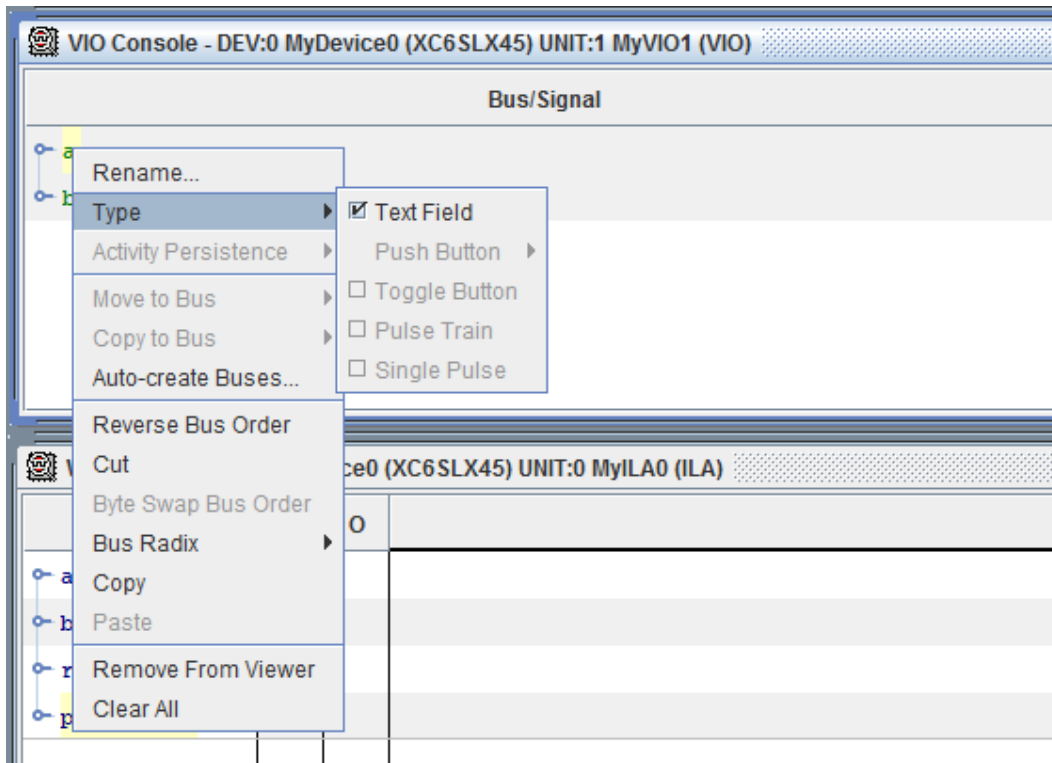 VIO Console - DEV:0 MyDevice0 (XC6SLX45) UNIT:1 MyVIO1 (VIO)
Bus/Signal
a
b
Rename...
Type
Activity Persistence
Move to Bus
Copy to Bus
Auto-create Buses...
Reverse Bus Order
Cut
Byte Swap Bus Order
Bus Radix
Copy
Paste
Remove From Viewer
Clear All
Text Field
Push Button
Toggle Button
Pulse Train
Single Pulse
(XC6SLX45) UNIT:0 MyILA0 (ILA)
O
a
b
r
p